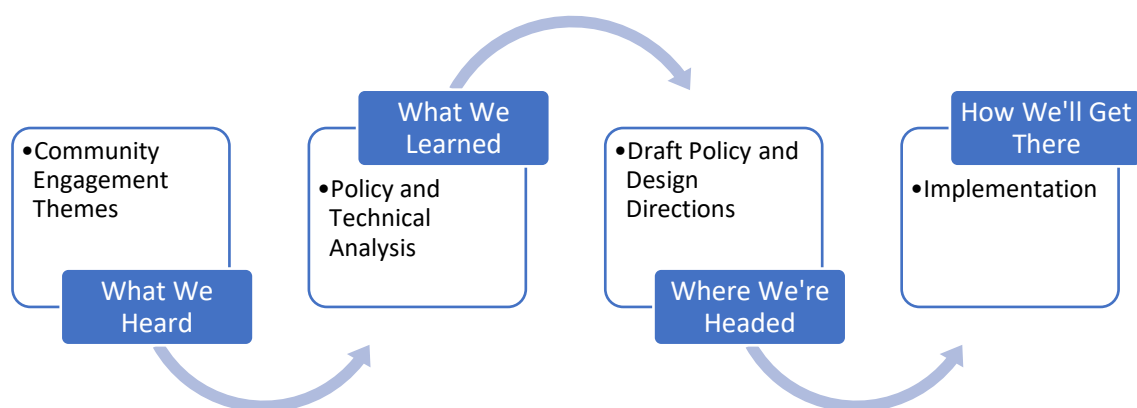 •Community
Engagement
Themes
What We
Heard
What We
Learned
•Policy and
Technical
Analysis
•Draft Policy and
Design
Directions
Where We're
Headed
How We'll Get
There
•Implementation